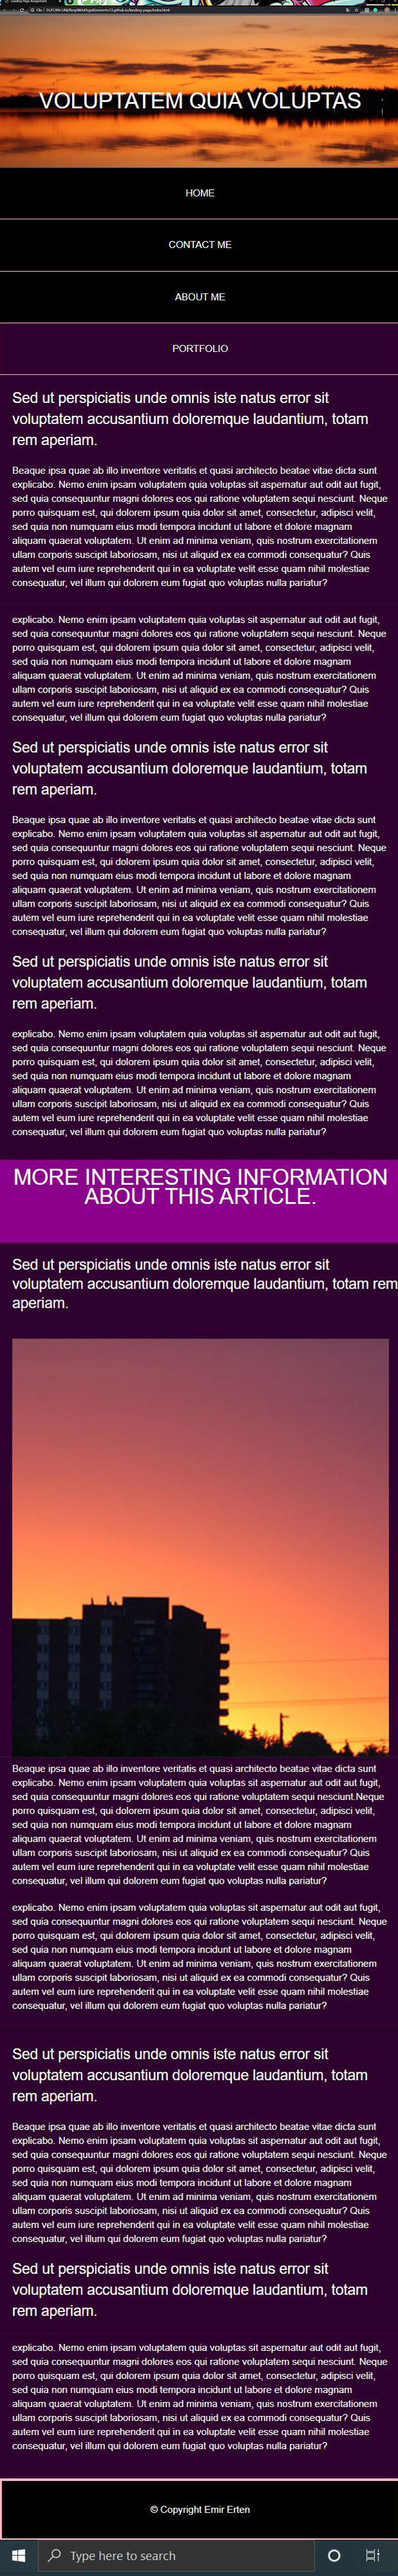 Landing Page Assignment
VOLUPTATEM QUIA VOLUPTAS
HOME
CONTACT ME
ABOUT ME
PORTFOLIO
Sed ut perspiciatis unde omnis iste natus error sit
voluptatem accusantium doloremque laudantium, totam
rem aperiam.
Beaque ipsa quae ab illo inventore veritatis et quasi architecto beatae vitae dicta sunt
explicabo. Nemo enim ipsam voluptatem quia voluptas sit aspernatur aut odit aut fugit,
sed quia consequuntur magni dolores eos qui ratione voluptatem sequi nesciunt. Neque
porro quisquam est, qui dolorem ipsum quia dolor sit amet, consectetur, adipisci velit,
sed quia non numquam eius modi tempora incidunt ut labore et dolore magnam
aliquam quaerat voluptatem. Ut enim ad minima veniam, quis nostrum exercitationem
ullam corporis suscipit laboriosam, nisi ut aliquid ex ea commodi consequatur? Quis
autem vel eum iure reprehenderit qui in ea voluptate velit esse quam nihil molestiae
consequatur, vel illum qui dolorem eum fugiat quo voluptas nulla pariatur?
explicabo. Nemo enim ipsam voluptatem quia voluptas sit aspernatur aut odit aut fugit,
sed quia consequuntur magni dolores eos qui ratione voluptatem sequi nesciunt. Neque
porro quisquam est, qui dolorem ipsum quia dolor sit amet, consectetur, adipisci velit,
sed quia non numquam eius modi tempora incidunt ut labore et dolore magnam
aliquam quaerat voluptatem. Ut enim ad minima veniam, quis nostrum exercitationem
ullam corporis suscipit laboriosam, nisi ut aliquid ex ea commodi consequatur? Quis
autem vel eum iure reprehenderit qui in ea voluptate velit esse quam nihil molestiae
consequatur, vel illum qui dolorem eum fugiat quo voluptas nulla pariatur?
Sed ut perspiciatis unde omnis iste natus error sit
voluptatem accusantium doloremque laudantium, totam
rem aperiam.
Beaque ipsa quae ab illo inventore veritatis et quasi architecto beatae vitae dicta sunt
explicabo. Nemo enim ipsam voluptatem quia voluptas sit aspernatur aut odit aut fugit,
sed quia consequuntur magni dolores eos qui ratione voluptatem sequi nesciunt. Neque
porro quisquam est, qui dolorem ipsum quia dolor sit amet, consectetur, adipisci velit,
sed quia non numquam eius modi tempora incidunt ut labore et dolore magnam
aliquam quaerat voluptatem. Ut enim ad minima veniam, quis nostrum exercitationem
ullam corporis suscipit laboriosam, nisi ut aliquid ex ea commodi consequatur? Quis
autem vel eum iure reprehenderit qui in ea voluptate velit esse quam nihil molestiae
consequatur, vel illum qui dolorem eum fugiat quo voluptas nulla pariatur?
Sed ut perspiciatis unde omnis iste natus error sit
voluptatem accusantium doloremque laudantium, totam
rem aperiam.
explicabo. Nemo enim ipsam voluptatem quia voluptas sit aspernatur aut odit aut fugit,
sed quia consequuntur magni dolores eos qui ratione voluptatem sequi nesciunt. Neque
porro quisquam est, qui dolorem ipsum quia dolor sit amet, consectetur, adipisci velit,
sed quia non numquam eius modi tempora incidunt ut labore et dolore magnam
aliquam quaerat voluptatem. Ut enim ad minima veniam, quis nostrum exercitationem
ullam corporis suscipit laboriosam, nisi ut aliquid ex ea commodi consequatur? Quis
autem vel eum iure reprehenderit qui in ea voluptate velit esse quam nihil molestiae
consequatur, vel illum qui dolorem eum fugiat quo voluptas nulla pariatur?
MORE INTERESTING INFORMATION
ABOUT THIS ARTICLE.
Sed ut perspiciatis unde omnis iste natus error sit
voluptatem accusantium doloremque laudantium, totam rem
aperiam.
Beaque ipsa quae ab illo inventore veritatis et quasi architecto beatae vitae dicta sunt
explicabo. Nemo enim ipsam voluptatem quia voluptas sit aspernatur aut odit aut fugit,
sed quia consequuntur magni dolores eos qui ratione voluptatem sequi nesciunt.Neque
porro quisquam est, qui dolorem ipsum quia dolor sit amet, consectetur, adipisci velit,
sed quia non numquam eius modi tempora incidunt ut labore et dolore magnam
aliquam quaerat voluptatem. Ut enim ad minima veniam, quis nostrum exercitationem
ullam corporis suscipit laboriosam, nisi ut aliquid ex ea commodi consequatur? Quis
autem vel eum iure reprehenderit qui in ea voluptate velit esse quam nihil molestiae
consequatur, vel illum qui dolorem eum fugiat quo voluptas nulla pariatur?
explicabo. Nemo enim ipsam voluptatem quia voluptas sit aspernatur aut odit aut fugit,
sed quia consequuntur magni dolores eos qui ratione voluptatem sequi nesciunt. Neque
porro quisquam est, qui dolorem ipsum quia dolor sit amet, consectetur, adipisci velit,
sed quia non numquam eius modi tempora incidunt ut labore et dolore magnam
aliquam quaerat voluptatem. Ut enim ad minima veniam, quis nostrum exercitationem
ullam corporis suscipit laboriosam, nisi ut aliquid ex ea commodi consequatur? Quis
autem vel eum iure reprehenderit qui in ea voluptate velit esse quam nihil molestiae
consequatur, vel illum qui dolorem eum fugiat quo voluptas nulla pariatur?
Sed ut perspiciatis unde omnis iste natus error sit
voluptatem accusantium doloremque laudantium, totam
rem aperiam.
Beaque ipsa quae ab illo inventore veritatis et quasi architecto beatae vitae dicta sunt
explicabo. Nemo enim ipsam voluptatem quia voluptas sit aspernatur aut odit aut fugit,
sed quia consequuntur magni dolores eos qui ratione voluptatem sequi nesciunt. Neque
porro quisquam est, qui dolorem ipsum quia dolor sit amet, consectetur, adipisci velit,
sed quia non numquam eius modi tempora incidunt ut labore et dolore magnam
aliquam quaerat voluptatem. Ut enim ad minima veniam, quis nostrum exercitationem
ullam corporis suscipit laboriosam, nisi ut aliquid ex ea commodi consequatur? Quis
autem vel eum iure reprehenderit qui in ea voluptate velit esse quam nihil molestiae
consequatur, vel illum qui dolorem eum fugiat quo voluptas nulla pariatur?
Sed ut perspiciatis unde omnis iste natus error sit
voluptatem accusantium doloremque laudantium, totam
rem aperiam.
explicabo. Nemo enim ipsam voluptatem quia voluptas sit aspernatur aut odit aut fugit,
sed quia consequuntur magni dolores eos qui ratione voluptatem sequi nesciunt. Neque
porro quisquam est, qui dolorem ipsum quia dolor sit amet, consectetur, adipisci velit,
sed quia non numquam eius modi tempora incidunt ut labore et dolore magnam
aliquam quaerat voluptatem. Ut enim ad minima veniam, quis nostrum exercitationem
ullam corporis suscipit laboriosam, nisi ut aliquid ex ea commodi consequatur? Quis
autem vel eum iure reprehenderit qui in ea voluptate velit esse quam nihil molestiae
consequatur, vel illum qui dolorem eum fugiat quo voluptas nulla pariatur?
© Copyright Emir Erten
Type here to search